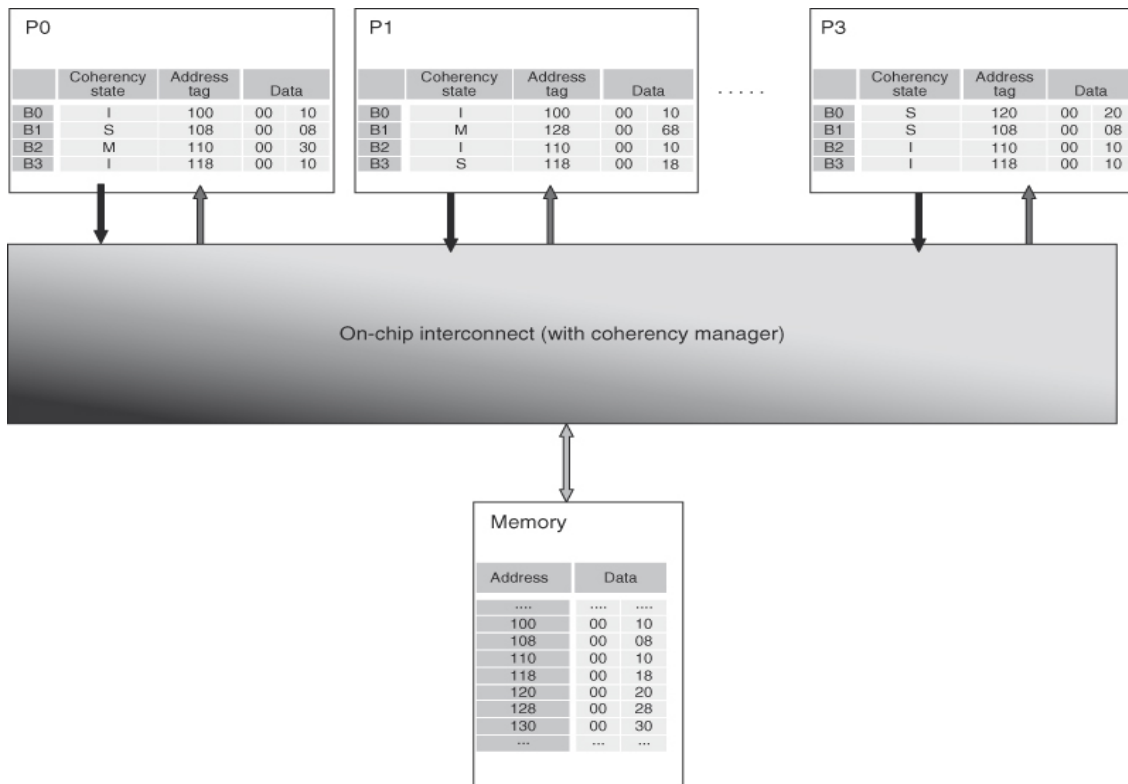 P0
Coherency state Address tag Data
B0 I 100 00 10
B1 S 108 00 08
B2 M 110 00 30
B3 I 118 00 10
P1
Coherency state Address tag Data
B0 I 100 00 10
B1 M 128 00 68
B2 I 110 00 10
B3 S 118 00 18
.....
P3
Coherency state Address tag Data
B0 S 120 00 20
B1 S 108 00 08
B2 I 110 00 10
B3 I 118 00 10
On-chip interconnect (with coherency manager)
Memory
Address Data
.... .... ....
100 00 10
108 00 08
110 00 10
118 00 18
120 00 20
128 00 28
130 00 30
... ... ...